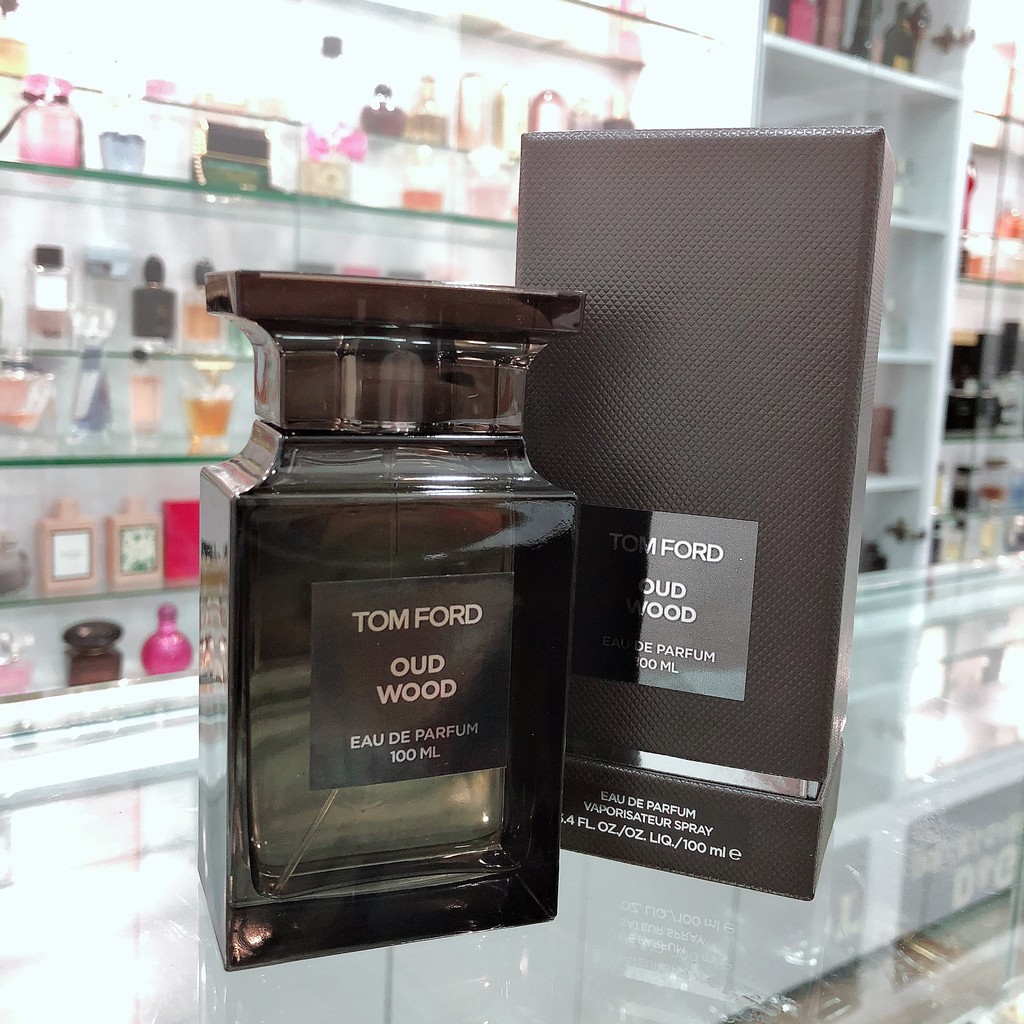 TOM FORD
OUD
WOOD
EAU DE PARFUM
100 ML
TOM FORD
OUD
WOOD
EAU DE PARFUM
100 ML
EAU DE PARFUM
VAPORISATEUR SPRAY
3.4 FL. OZ./OZ. LIQ./100 ml e